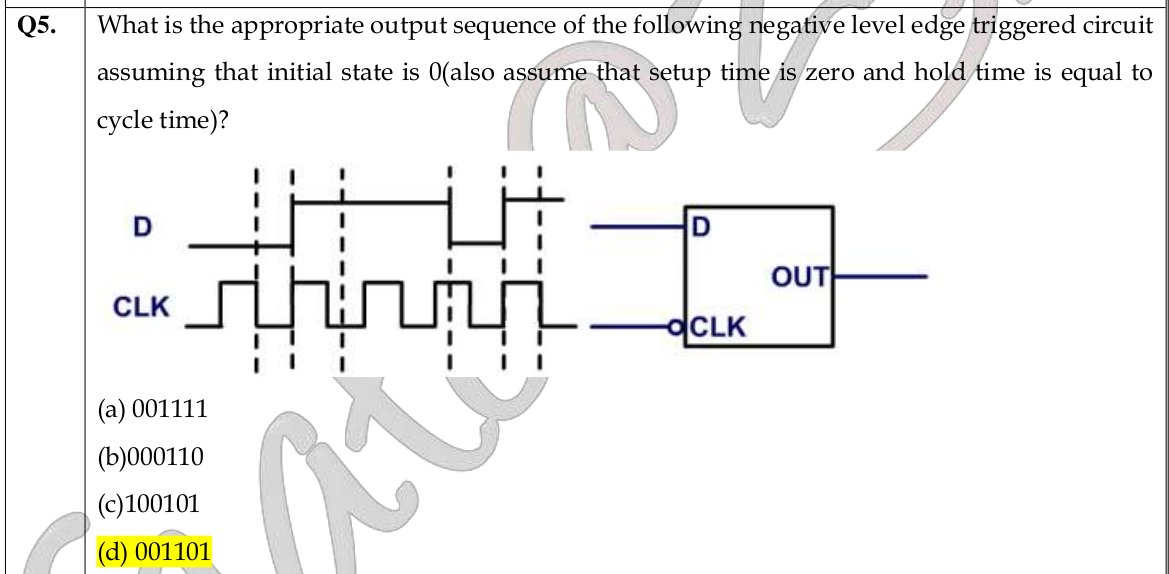 Q5. What is the appropriate output sequence of the following negative level edge triggered circuit
assuming that initial state is 0(also assume that setup time is zero and hold time is equal to
cycle time)?
D
CLK
D
OUT
CLK
(a) 001111
(b)000110
(c)100101
(d) 001101